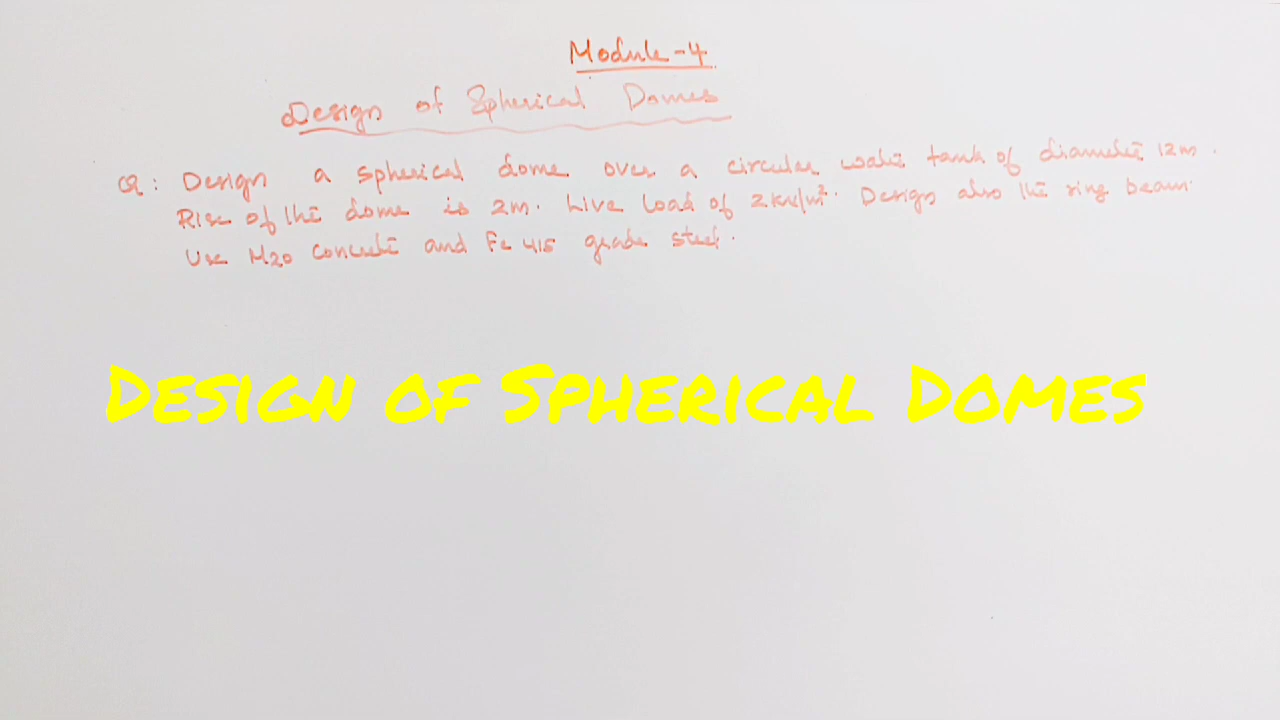 Module-4
Design of Spherical Domes
Q: Design a spherical dome over a circular water tank of diameter 12m.
Rise of the dome is 2m. Live Load of 2KN/m². Design also the ring beam.
Use M20 concrete and Fe 415 grade steel.
Design of Spherical Domes